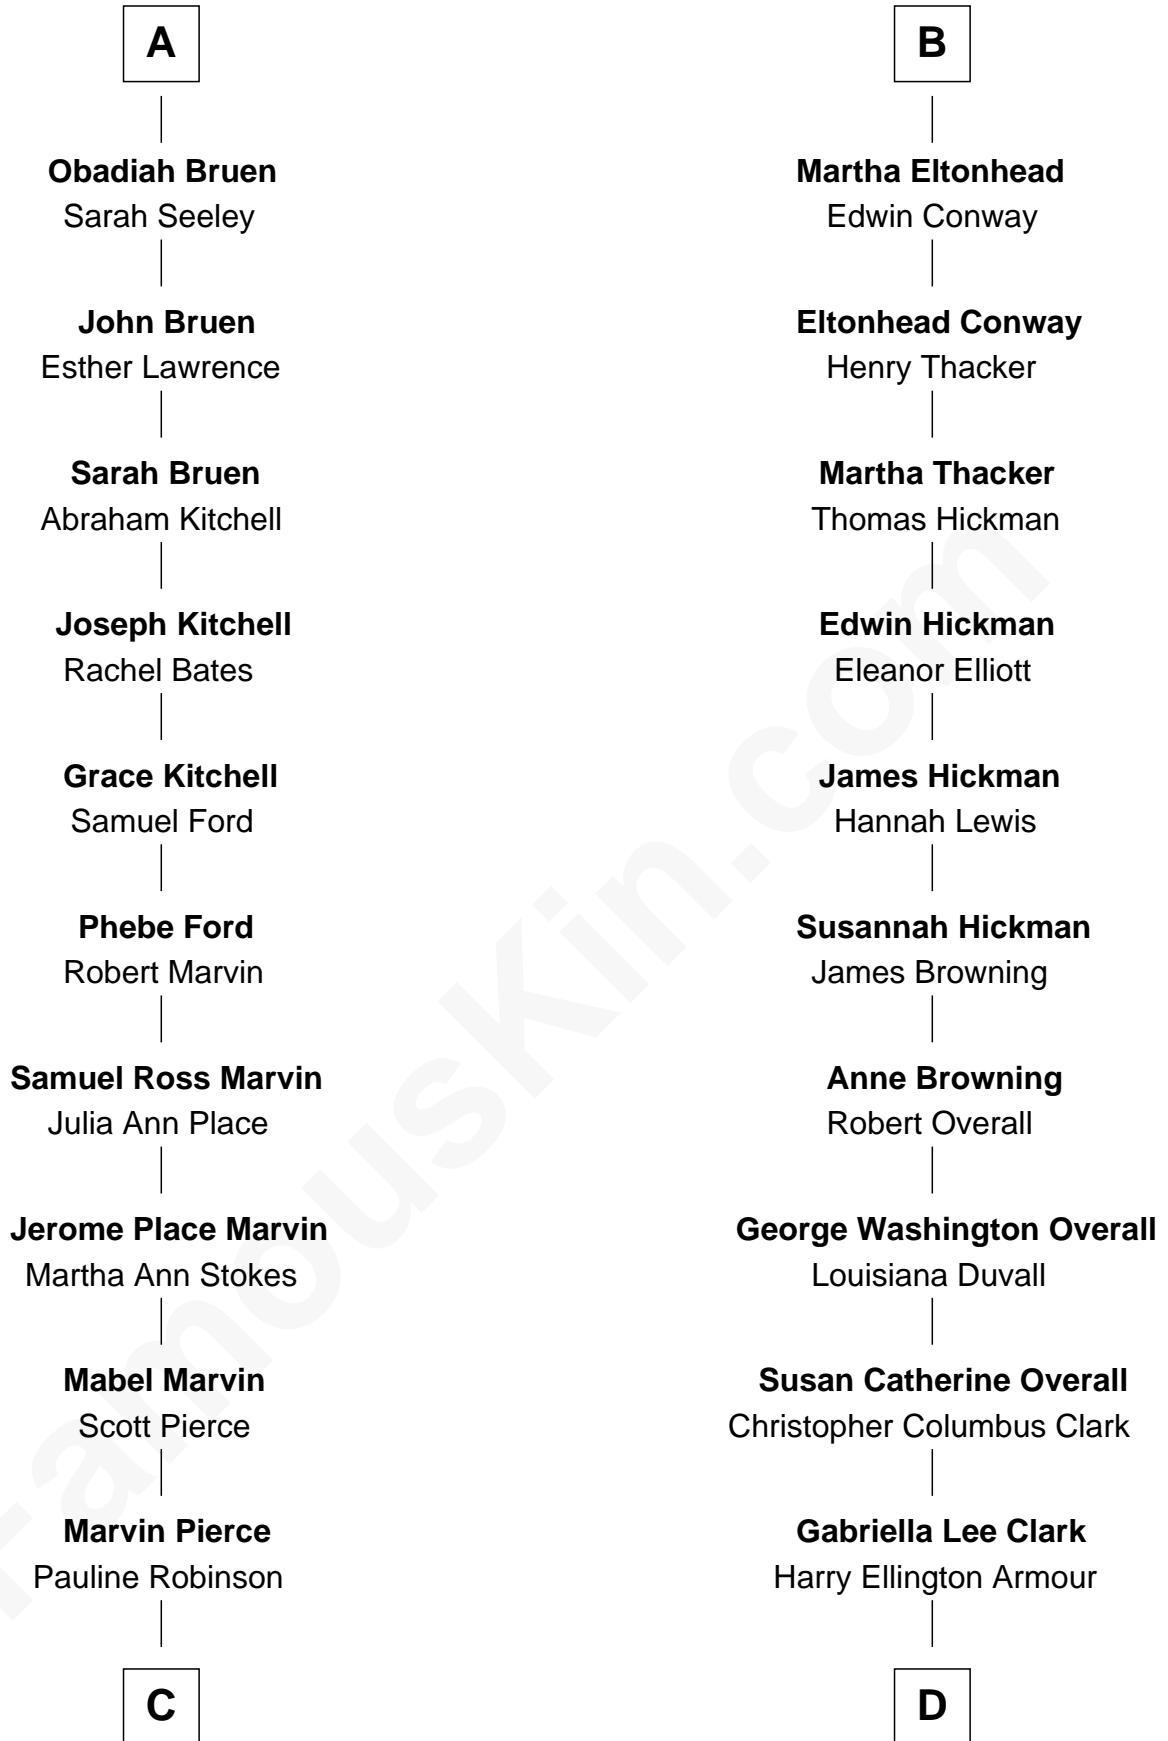 A
Obadiah Bruen
Sarah Seeley
John Bruen
Esther Lawrence
Sarah Bruen
Abraham Kitchell
Joseph Kitchell
Rachel Bates
Grace Kitchell
Samuel Ford
Phebe Ford
Robert Marvin
Samuel Ross Marvin
Julia Ann Place
Jerome Place Marvin
Martha Ann Stokes
Mabel Marvin
Scott Pierce
Marvin Pierce
Pauline Robinson
C
B
Martha Eltonhead
Edwin Conway
Eltonhead Conway
Henry Thacker
Martha Thacker
Thomas Hickman
Edwin Hickman
Eleanor Elliott
James Hickman
Hannah Lewis
Susannah Hickman
James Browning
Anne Browning
Robert Overall
George Washington Overall
Louisiana Duvall
Susan Catherine Overall
Christopher Columbus Clark
Gabriella Lee Clark
Harry Ellington Armour
D
FamousKin.com